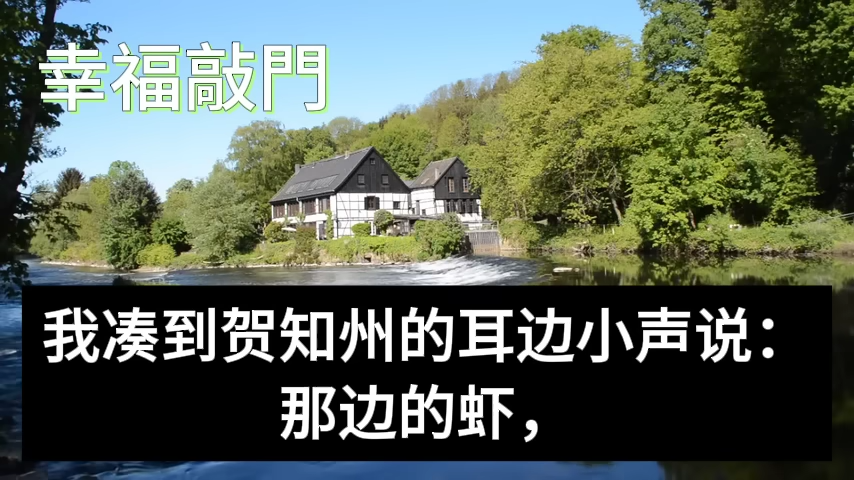 幸福敲門
我凑到贺知州的耳边小声说：
那边的虾，